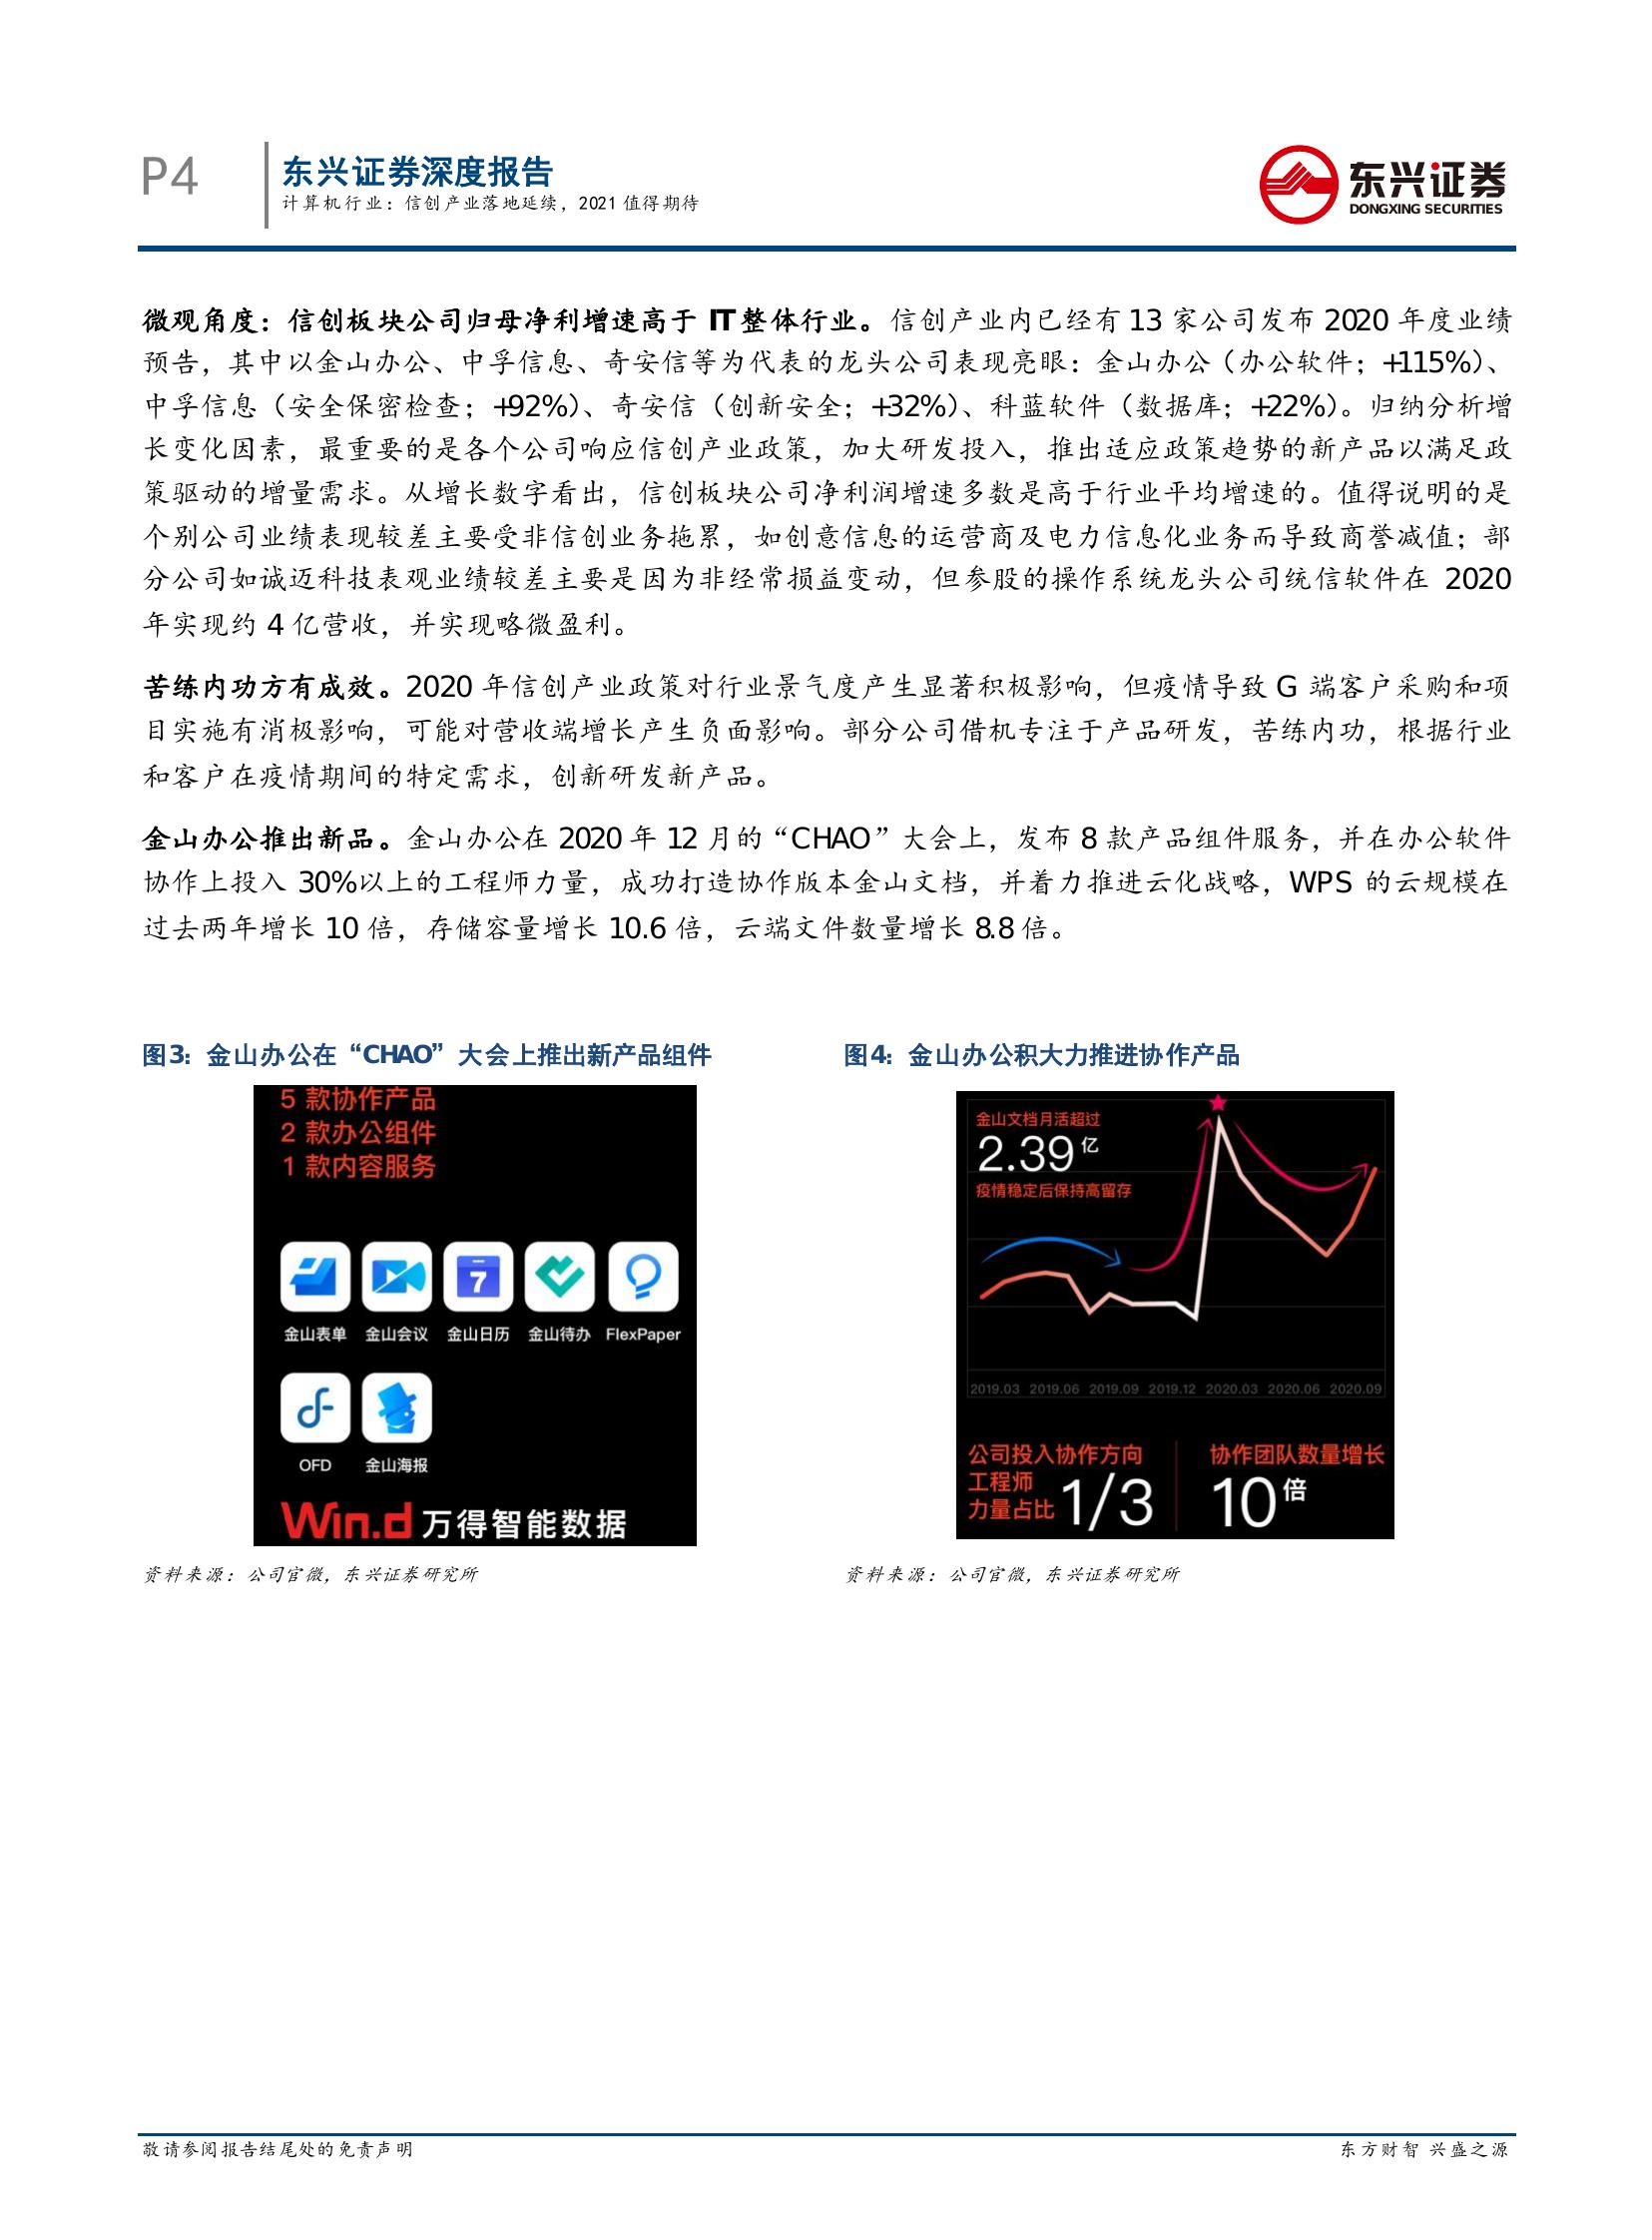 P4
东兴证券深度报告
计算机行业：信创产业落地延续，2021 值得期待
东兴证券
DONGXING SECURITIES
微观角度：信创板块公司归母净利增速高于 IT 整体行业。信创产业内已经有 13 家公司发布 2020 年度业绩
预告，其中以金山办公、中孚信息、奇安信等为代表的龙头公司表现亮眼：金山办公（办公软件；+115%）、
中孚信息（安全保密检查；+92%）、奇安信（创新安全；+32%）、科蓝软件（数据库；+22%）。归纳分析增
长变化因素，最重要的是各个公司响应信创产业政策，加大研发投入，推出适应政策趋势的新产品以满足政
策驱动的增量需求。从增长数字看出，信创板块公司净利润增速多数是高于行业平均增速的。值得说明的是
个别公司业绩表现较差主要受非信创业务拖累，如创意信息的运营商及电力信息化业务而导致商誉减值；部
分公司如诚迈科技表观业绩较差主要是因为非经常损益变动，但参股的操作系统龙头公司统信软件在 2020
年实现约 4 亿营收，并实现略微盈利。
苦练内功方有成效。2020 年信创产业政策对行业景气度产生显著积极影响，但疫情导致 G 端客户采购和项
目实施有消极影响，可能对营收端增长产生负面影响。部分公司借机专注于产品研发，苦练内功，根据行业
和客户在疫情期间的特定需求，创新研发新产品。
金山办公推出新品。金山办公在 2020 年 12 月的“CHAO”大会上，发布 8 款产品组件服务，并在办公软件
协作上投入 30%以上的工程师力量，成功打造协作版本金山文档，并着力推进云化战略，WPS 的云规模在
过去两年增长 10 倍，存储容量增长 10.6 倍，云端文件数量增长 8.8 倍。
图3：金山办公在“CHAO”大会上推出新产品组件
5 款协作产品
2 款办公组件
1 款内容服务
7
金山表单 金山会议 金山日历 金山待办 FlexPaper
OFD 金山海报
Win.d 万得智能数据
资料来源：公司官微，东兴证券研究所
图4：金山办公积大力推进协作产品
金山文档月活超过
2.39 亿
疫情稳定后保持高留存
2019.03 2019.06 2019.09 2019.12 2020.03 2020.06 2020.09
公司投入协作方向
工程师
力量占比 1/3
协作团队数量增长
10 倍
资料来源：公司官微，东兴证券研究所
敬请参阅报告结尾处的免责声明
东方财智 兴盛之源